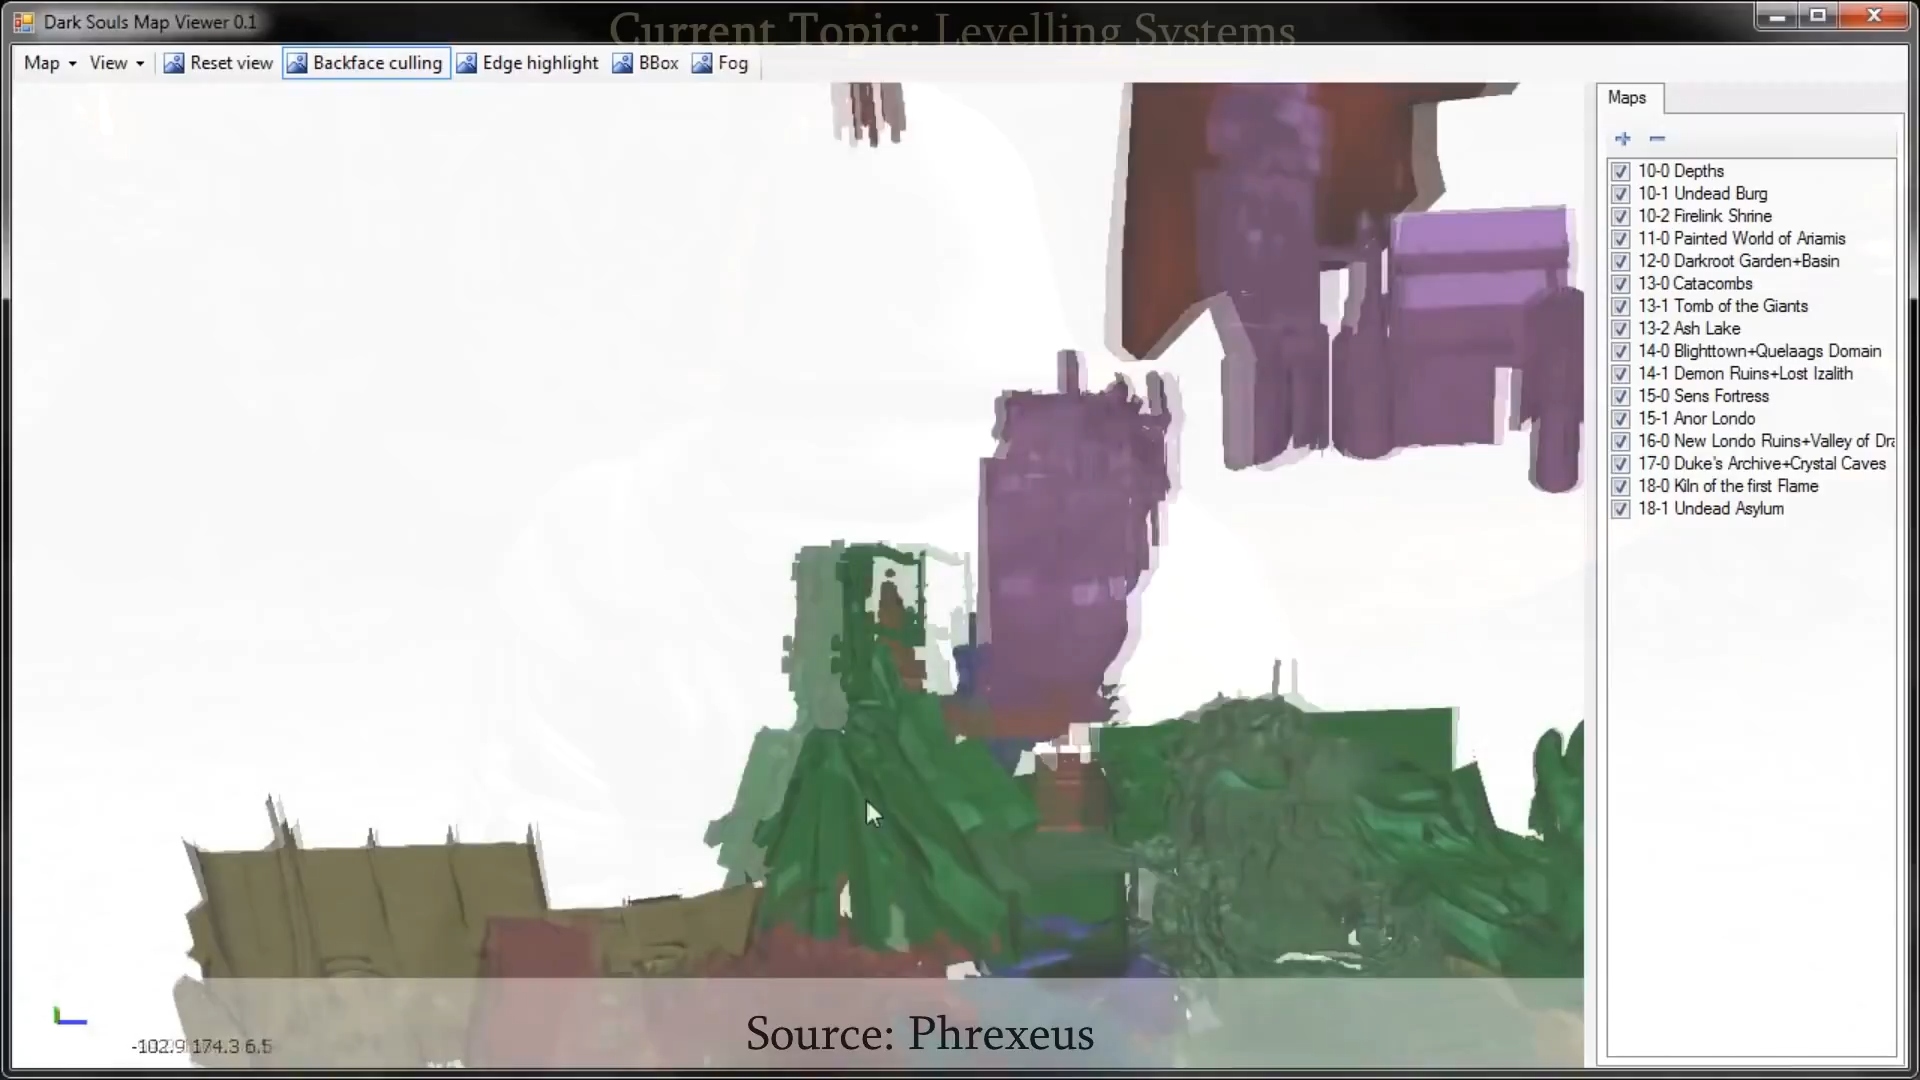 Dark Souls Map Viewer 0.1
Current Topic: Levelling Systems
Map View Reset view Backface culling Edge highlight BBox Fog
Maps
10-0 Depths
10-1 Undead Burg
10-2 Firelink Shrine
11-0 Painted World of Ariamis
12-0 Darkroot Garden+Basin
13-0 Catacombs
13-1 Tomb of the Giants
13-2 Ash Lake
14-0 Blighttown+Quelaags Domain
14-1 Demon Ruins+Lost Izalith
15-0 Sens Fortress
15-1 Anor Londo
16-0 New Londo Ruins+Valley of Dra
17-0 Duke's Archive+Crystal Caves
18-0 Kiln of the first Flame
18-1 Undead Asylum
-102.9 174.3 6.5
Source: Phrexeus